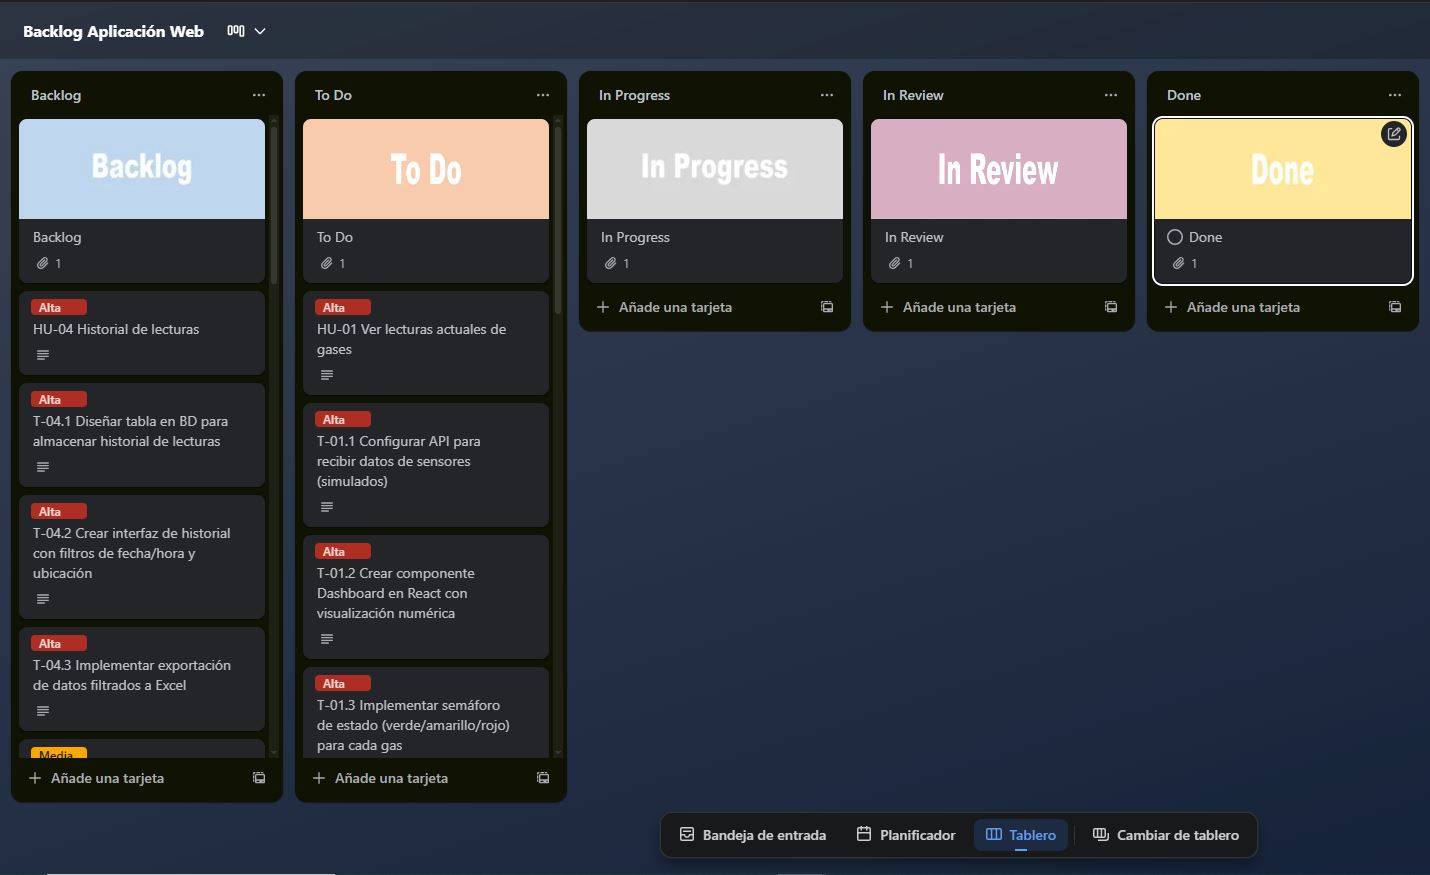 Backlog Aplicación Web
Backlog
Backlog
Backlog
1
Alta
HU-04 Historial de lecturas
Alta
T-04.1 Diseñar tabla en BD para
almacenar historial de lecturas
Alta
T-04.2 Crear interfaz de historial
con filtros de fecha/hora y
ubicación
Alta
T-04.3 Implementar exportación
de datos filtrados a Excel
Media
Añade una tarjeta
To Do
To Do
To Do
1
Alta
HU-01 Ver lecturas actuales de
gases
Alta
T-01.1 Configurar API para
recibir datos de sensores
(simulados)
Alta
T-01.2 Crear componente
Dashboard en React con
visualización numérica
Alta
T-01.3 Implementar semáforo
de estado (verde/amarillo/rojo)
para cada gas
Añade una tarjeta
In Progress
In Progress
In Progress
1
Añade una tarjeta
In Review
In Review
In Review
1
Añade una tarjeta
Done
Done
Done
1
Añade una tarjeta
Bandeja de entrada
Planificador
Tablero
Cambiar de tablero